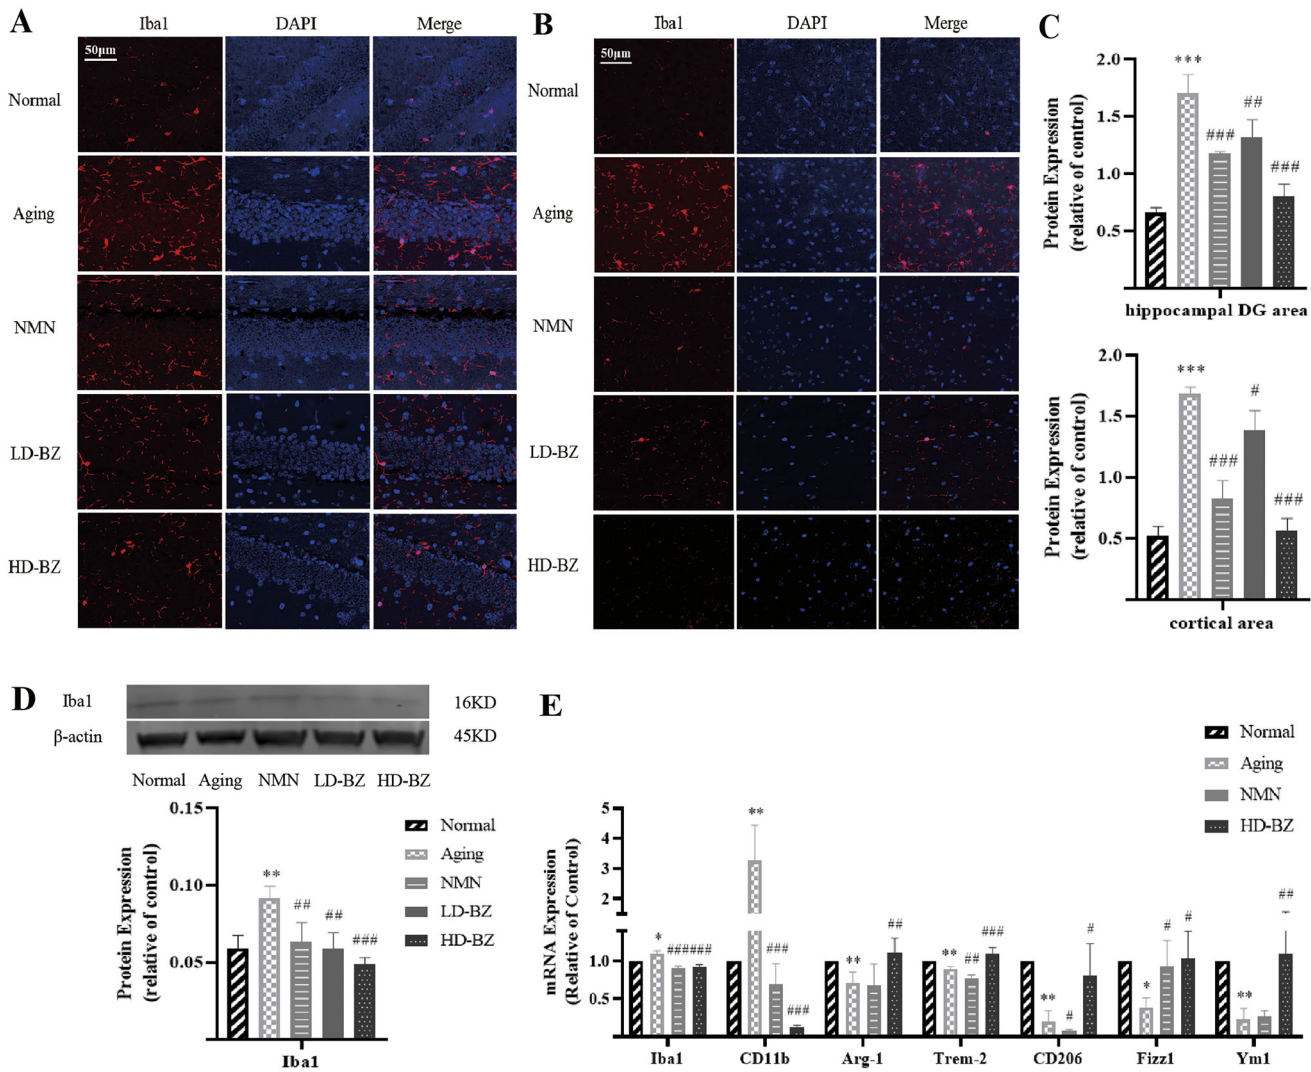 A
Iba1 DAPI Merge
50μm
Normal
Aging
NMN
LD-BZ
HD-BZ
B
Iba1 DAPI Merge
50μm
Normal
Aging
NMN
LD-BZ
HD-BZ
C
Protein Expression
(relative of control)
2.0
1.5
1.0
0.5
***
###
##
###
hippocampal DG area
Protein Expression
(relative of control)
2.0
1.5
1.0
0.5
***
###
#
###
cortical area
D
Iba1 16KD
β-actin 45KD
Normal Aging NMN LD-BZ HD-BZ
Protein Expression
(relative of control)
0.15
0.10
0.05
**
##
##
###
Iba1
Normal
Aging
NMN
LD-BZ
HD-BZ
E
Normal
Aging
NMN
HD-BZ
mRNA Expression
(Relative of Control)
5
4
3
2
1.0
0.5
* ######
** ### ###
** ##
** ## ###
** # #
* # #
** ##
Iba1 CD11b Arg-1 Trem-2 CD206 Fizz1 Ym1